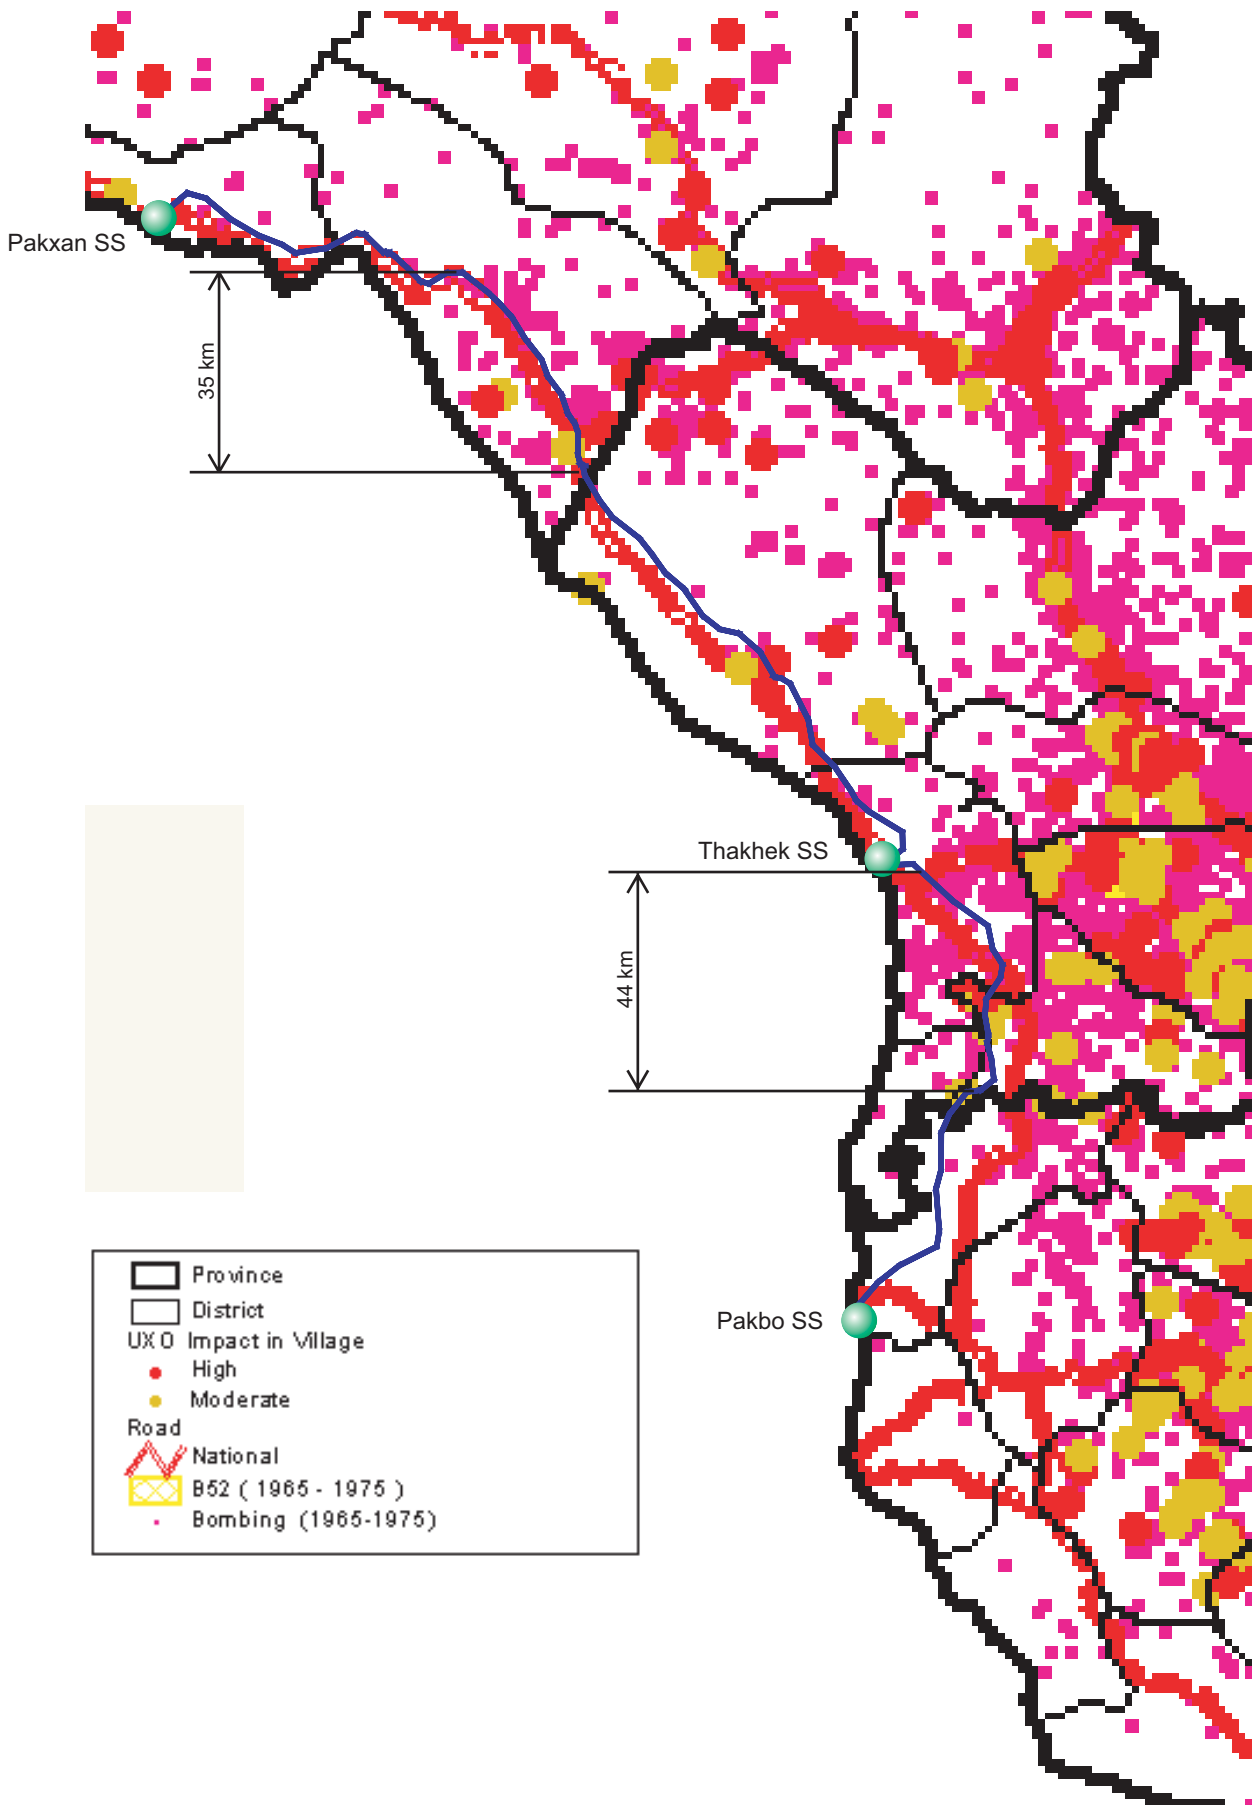 Pakxan SS
35 km
Thakhek SS
44 km
Pakbo SS
Province
District
UXO Impact in Village
High
Moderate
Road
National
B52 ( 1965 - 1975 )
Bombing (1965-1975)